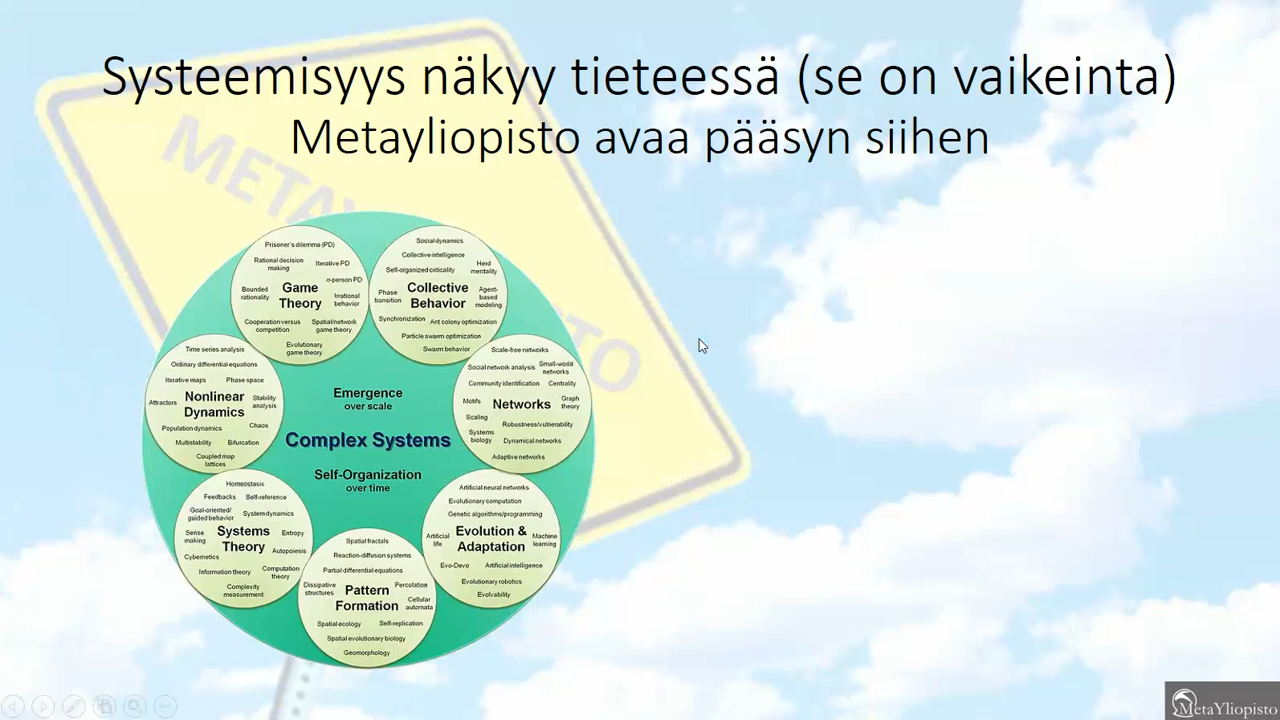 Systeemisyys näkyy tieteessä (se on vaikeinta)
Metayliopisto avaa pääsyn siihen
METAYLIOPISTO
Prisoner's dilemma (PD)
Rational decision
making
Iterative PD
n-person PD
Bounded
rationality
Game
Theory
Irrational
behavior
Cooperation versus
competition
Spatial/network
game theory
Evolutionary
game theory
Social dynamics
Collective intelligence
Self-organized criticality
Herd
mentality
Phase
transition
Collective
Behavior
Agent-
based
modeling
Synchronization
Ant colony optimization
Particle swarm optimization
Swarm behavior
Scale-free networks
Social network analysis
Small-world
networks
Community identification
Centrality
Motifs
Networks
Graph
theory
Scaling
Robustness/vulnerability
Systems
biology
Dynamical networks
Adaptive networks
Time series analysis
Ordinary differential equations
Iterative maps
Phase space
Attractors
Nonlinear
Dynamics
Stability
analysis
Population dynamics
Chaos
Multistability
Bifurcation
Coupled map
lattices
Emergence
over scale
Complex Systems
Self-Organization
over time
Homeostasis
Feedbacks
Self-reference
Goal-oriented/
guided behavior
System dynamics
Sense
making
Systems
Theory
Entropy
Cybernetics
Autopoiesis
Information theory
Computation
theory
Complexity
measurement
Artificial neural networks
Evolutionary computation
Genetic algorithms/programming
Artificial
life
Evolution &
Adaptation
Machine
learning
Evo-Devo
Artificial intelligence
Evolutionary robotics
Evolvability
Spatial fractals
Reaction-diffusion systems
Partial differential equations
Dissipative
structures
Pattern
Formation
Percolation
Cellular
automata
Spatial ecology
Self-replication
Spatial evolutionary biology
Geomorphology
MetaYliopisto